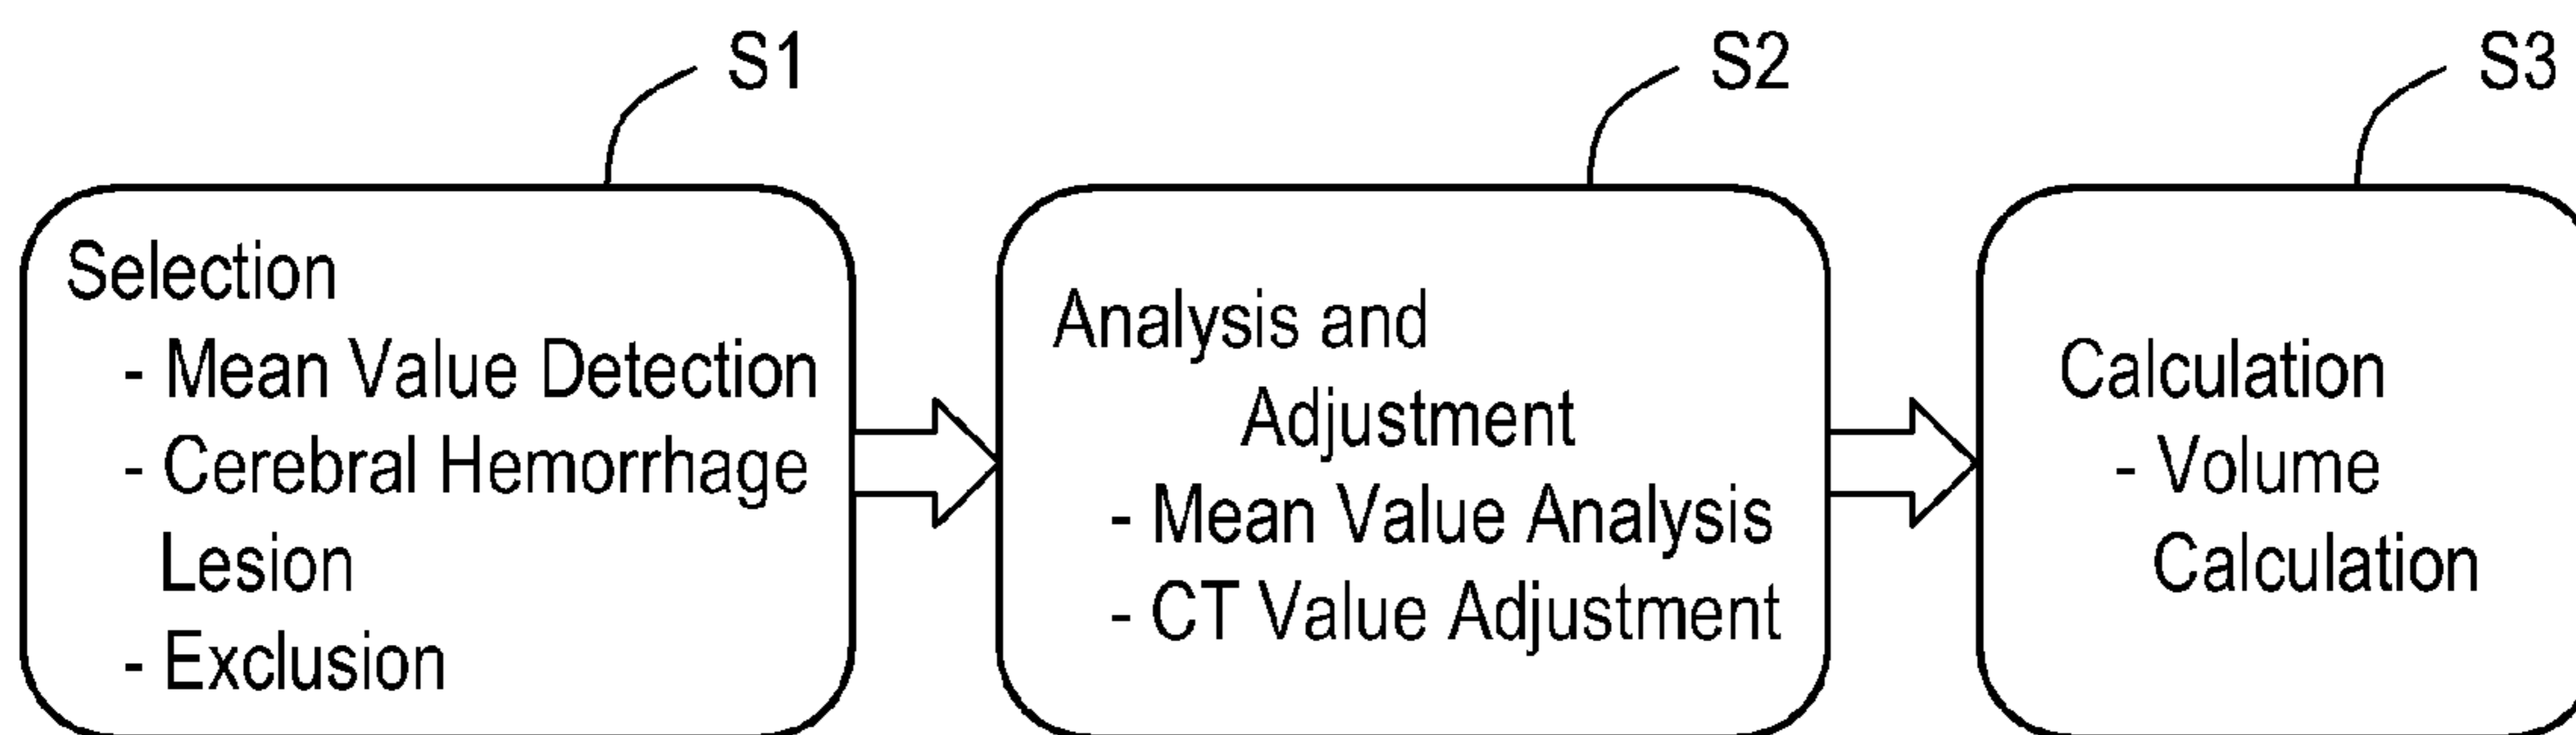 S1
S2
S3
Selection
- Mean Value Detection
- Cerebral Hemorrhage
Lesion
- Exclusion
Analysis and
Adjustment
- Mean Value Analysis
- CT Value Adjustment
Calculation
- Volume
Calculation